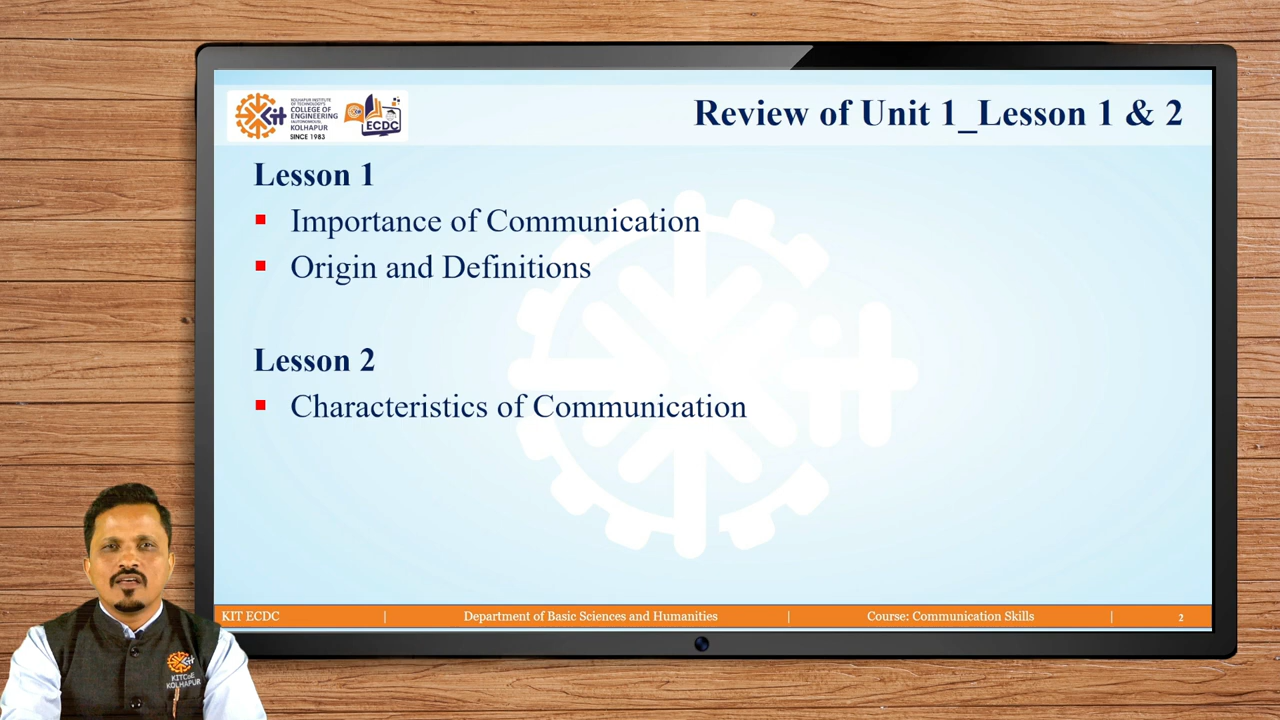 KOLHAPUR INSTITUTE
OF TECHNOLOGY'S
COLLEGE OF
ENGINEERING
(AUTONOMOUS),
KOLHAPUR
SINCE 1983
ECDC
Review of Unit 1_Lesson 1 & 2
Lesson 1
Importance of Communication
Origin and Definitions
Lesson 2
Characteristics of Communication
KIT ECDC | Department of Basic Sciences and Humanities | Course: Communication Skills | 2
KITCoE
KOLHAPUR